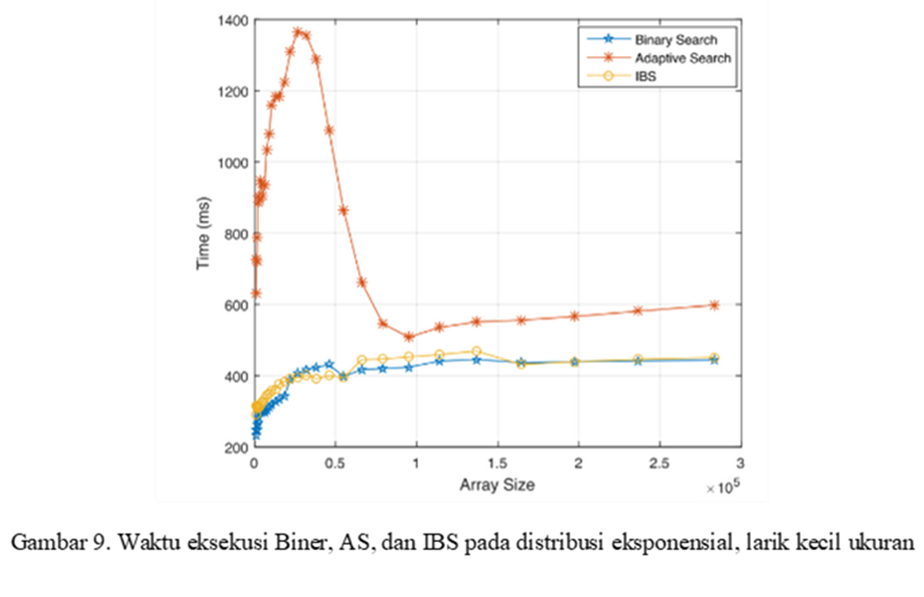 1400
1200
1000
800
600
400
200
Time (ms)
0
0.5
1
1.5
2
2.5
3
×10⁵
Array Size
Binary Search
Adaptive Search
IBS
Gambar 9. Waktu eksekusi Biner, AS, dan IBS pada distribusi eksponensial, larik kecil ukuran